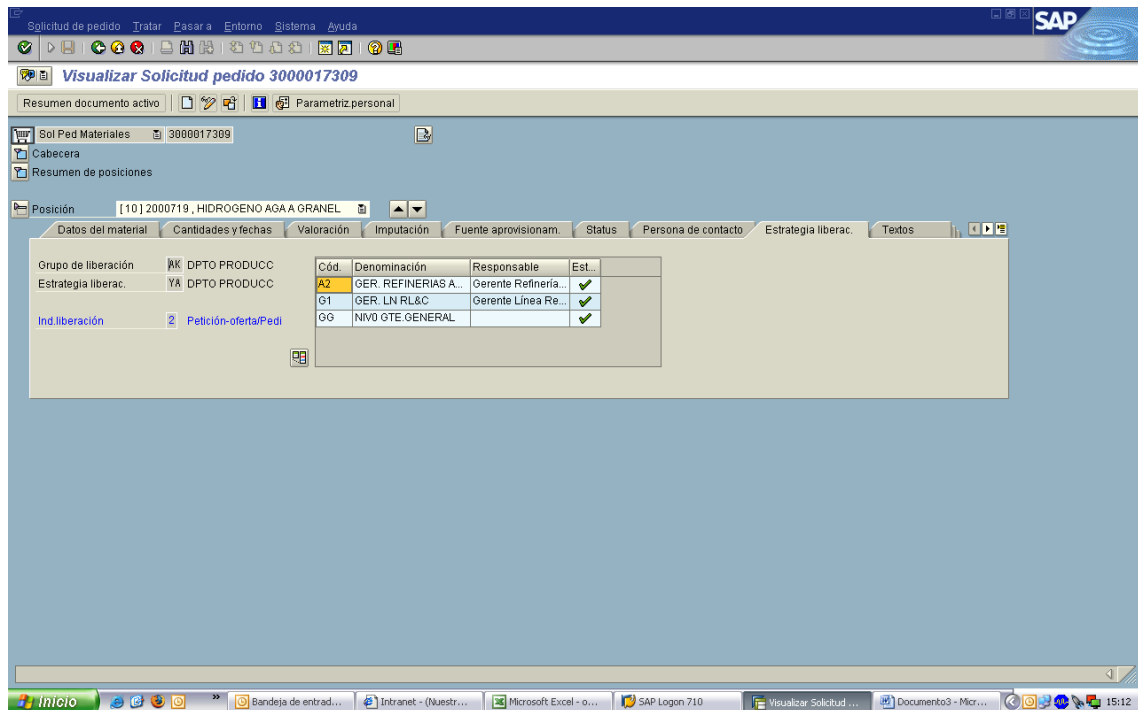 Solicitud de pedido Tratar Pasar a Entorno Sistema Ayuda
SAP
Visualizar Solicitud pedido 3000017309
Resumen documento activo Parametriz.personal
Sol Ped Materiales 3000017309
Cabecera
Resumen de posiciones
Posición [ 10 ] 2000719 , HIDROGENO AGA A GRANEL
Datos del material Cantidades y fechas Valoración Imputación Fuente aprovisionam. Status Persona de contacto Estrategia liberac. Textos
Grupo de liberación AK DPTO PRODUCC
Estrategia liberac. YA DPTO PRODUCC
Ind.liberación 2 Petición-oferta/Pedi
Cód. Denominación Responsable Est...
A2 GER. REFINERIAS A... Gerente Refinería...
G1 GER. LN RL&C Gerente Línea Re...
GG NIV0 GTE.GENERAL
Inicio » Bandeja de entrad... Intranet - (Nuestr... Microsoft Excel - o... SAP Logon 710 Visualizar Solicitud ... Documento3 - Micr... 15:12